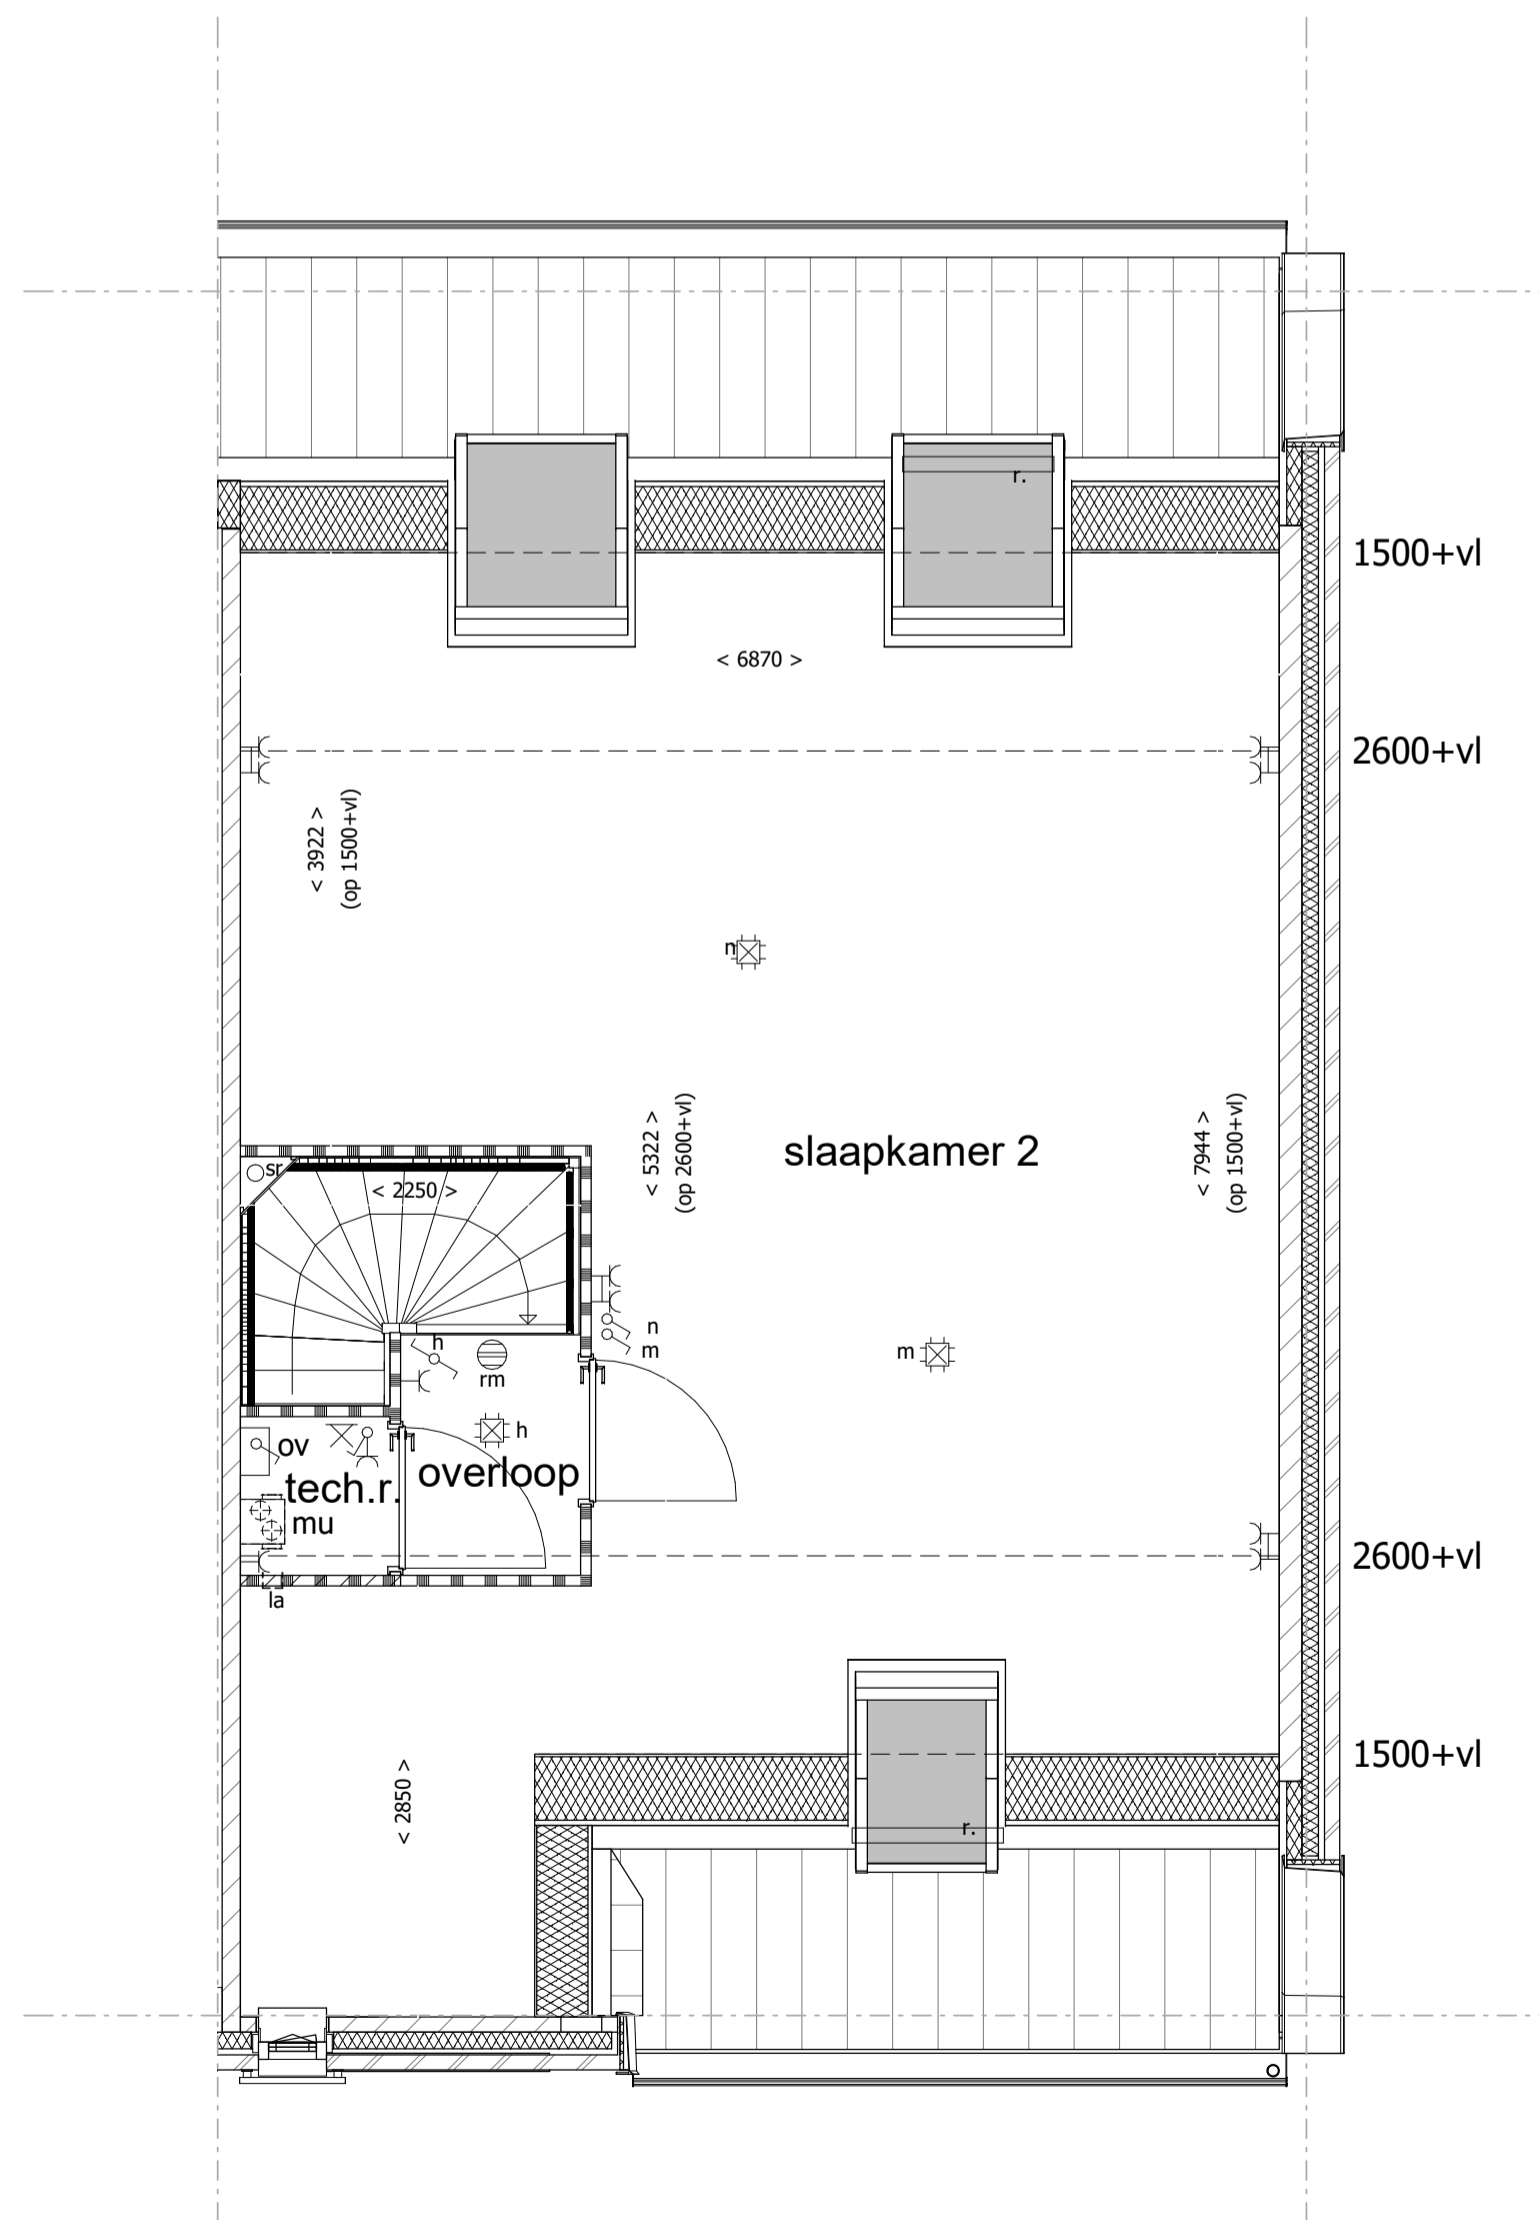 r.
1500+vl
< 6870 >
2600+vl
< 3922 >
(op 1500+vl)
n
< 5322 >
(op 2600+vl)
slaapkamer 2
< 7944 >
(op 1500+vl)
sr
< 2250 >
n
m
h
rm
m
h
ov
overloop
tech.r.
mu
2600+vl
la
1500+vl
< 2850 >
r.